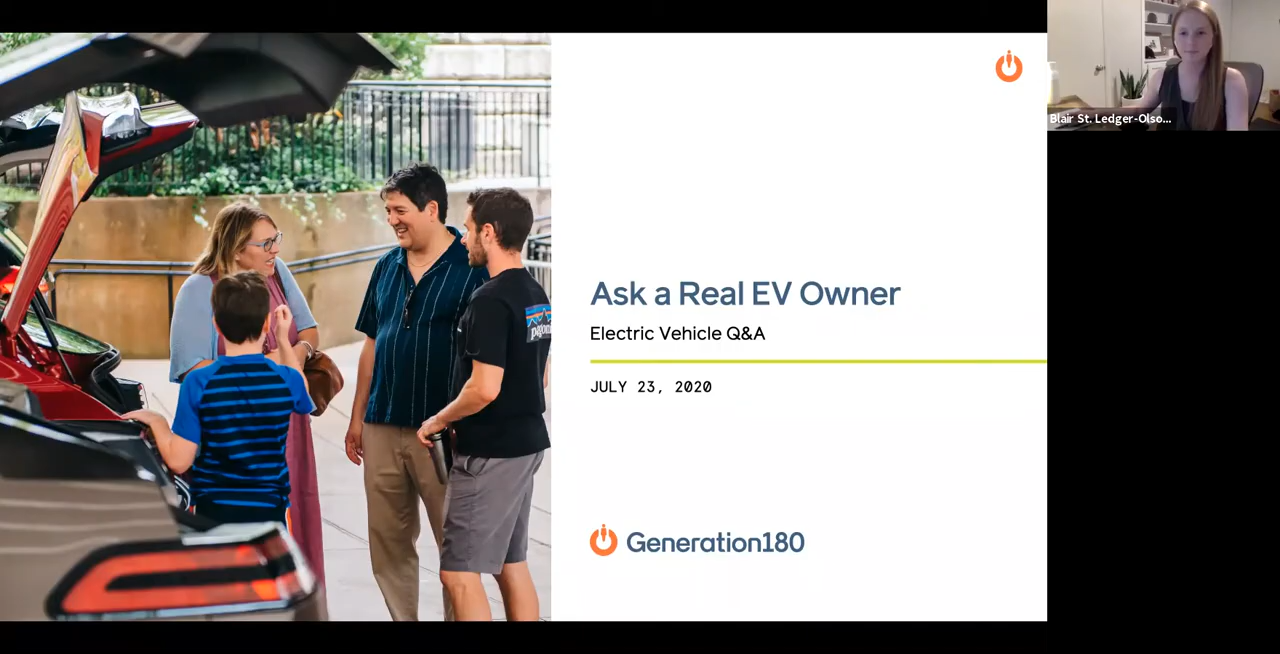 Ask a Real EV Owner
Electric Vehicle Q&A
JULY 23, 2020
Generation180
Blair St. Ledger-Olso...